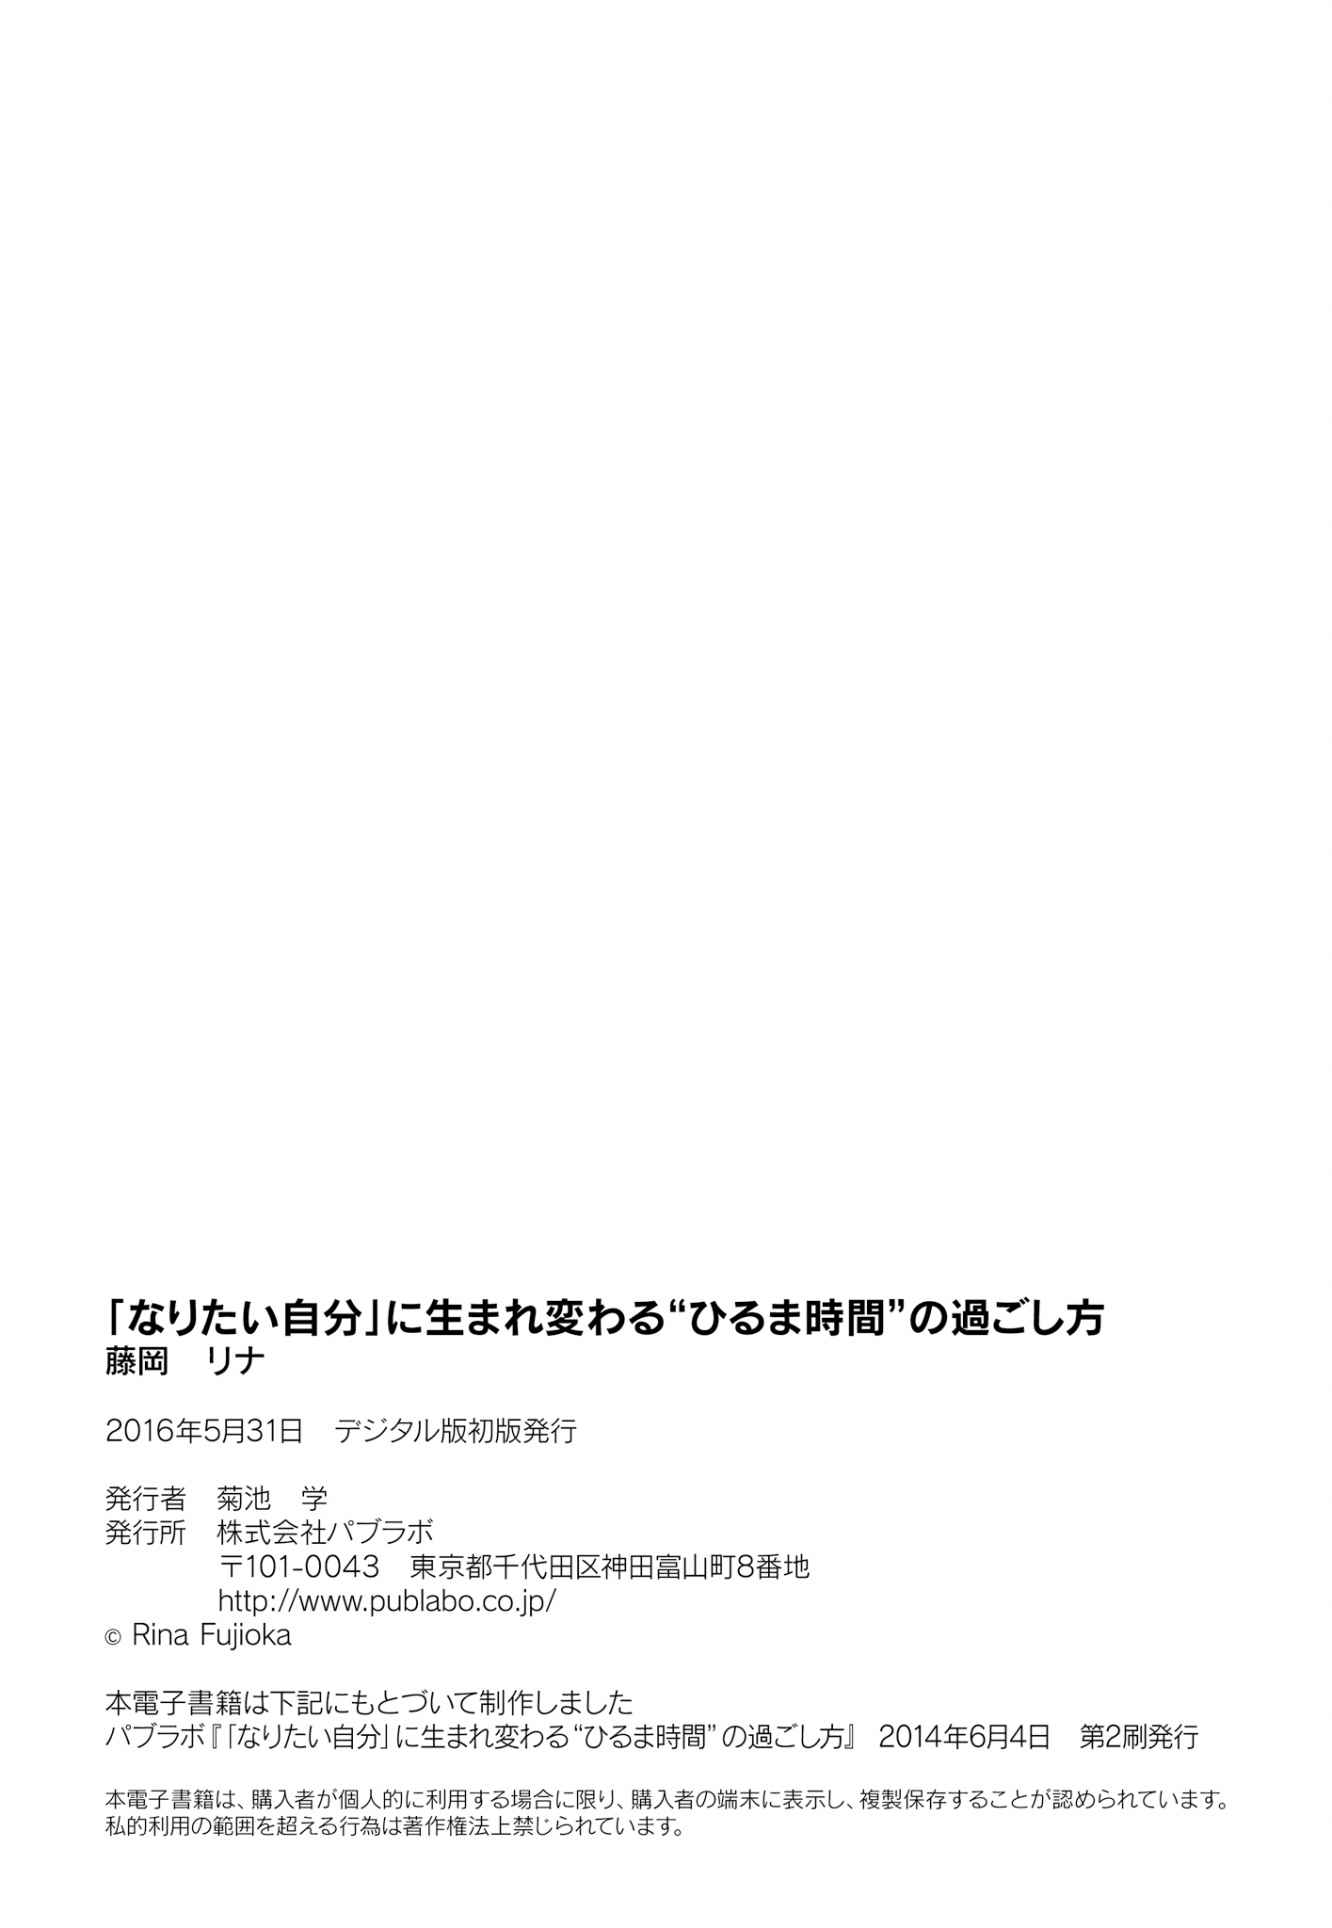 「なりたい自分」に生まれ変わる“ひるま時間”の過ごし方
藤岡　リナ
2016年5月31日　デジタル版初版発行
発行者　菊池　学
発行所　株式会社パブラボ
〒101-0043　東京都千代田区神田富山町8番地
http://www.publabo.co.jp/
© Rina Fujioka
本電子書籍は下記にもとづいて制作しました
パブラボ『「なりたい自分」に生まれ変わる“ひるま時間”の過ごし方』　2014年6月4日　第2刷発行
本電子書籍は、購入者が個人的に利用する場合に限り、購入者の端末に表示し、複製保存することが認められています。
私的利用の範囲を超える行為は著作権法上禁じられています。